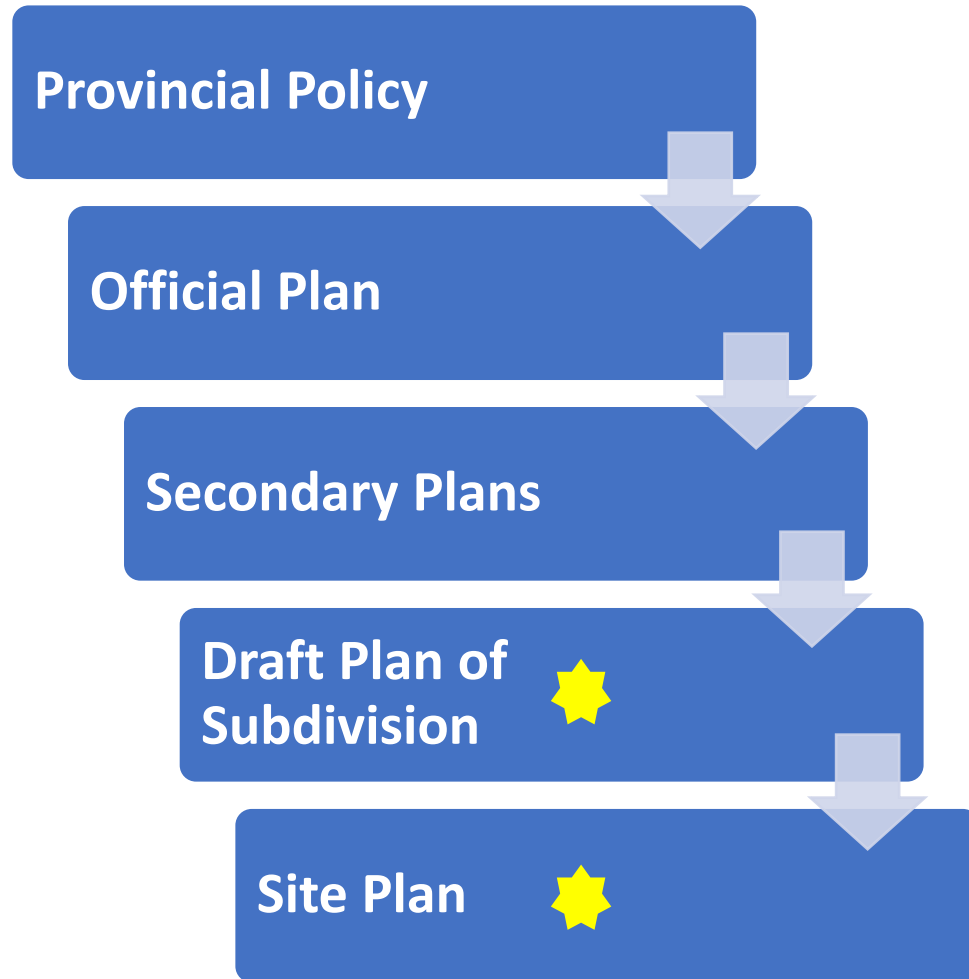 Provincial Policy
Official Plan
Secondary Plans
Draft Plan of
Subdivision
Site Plan